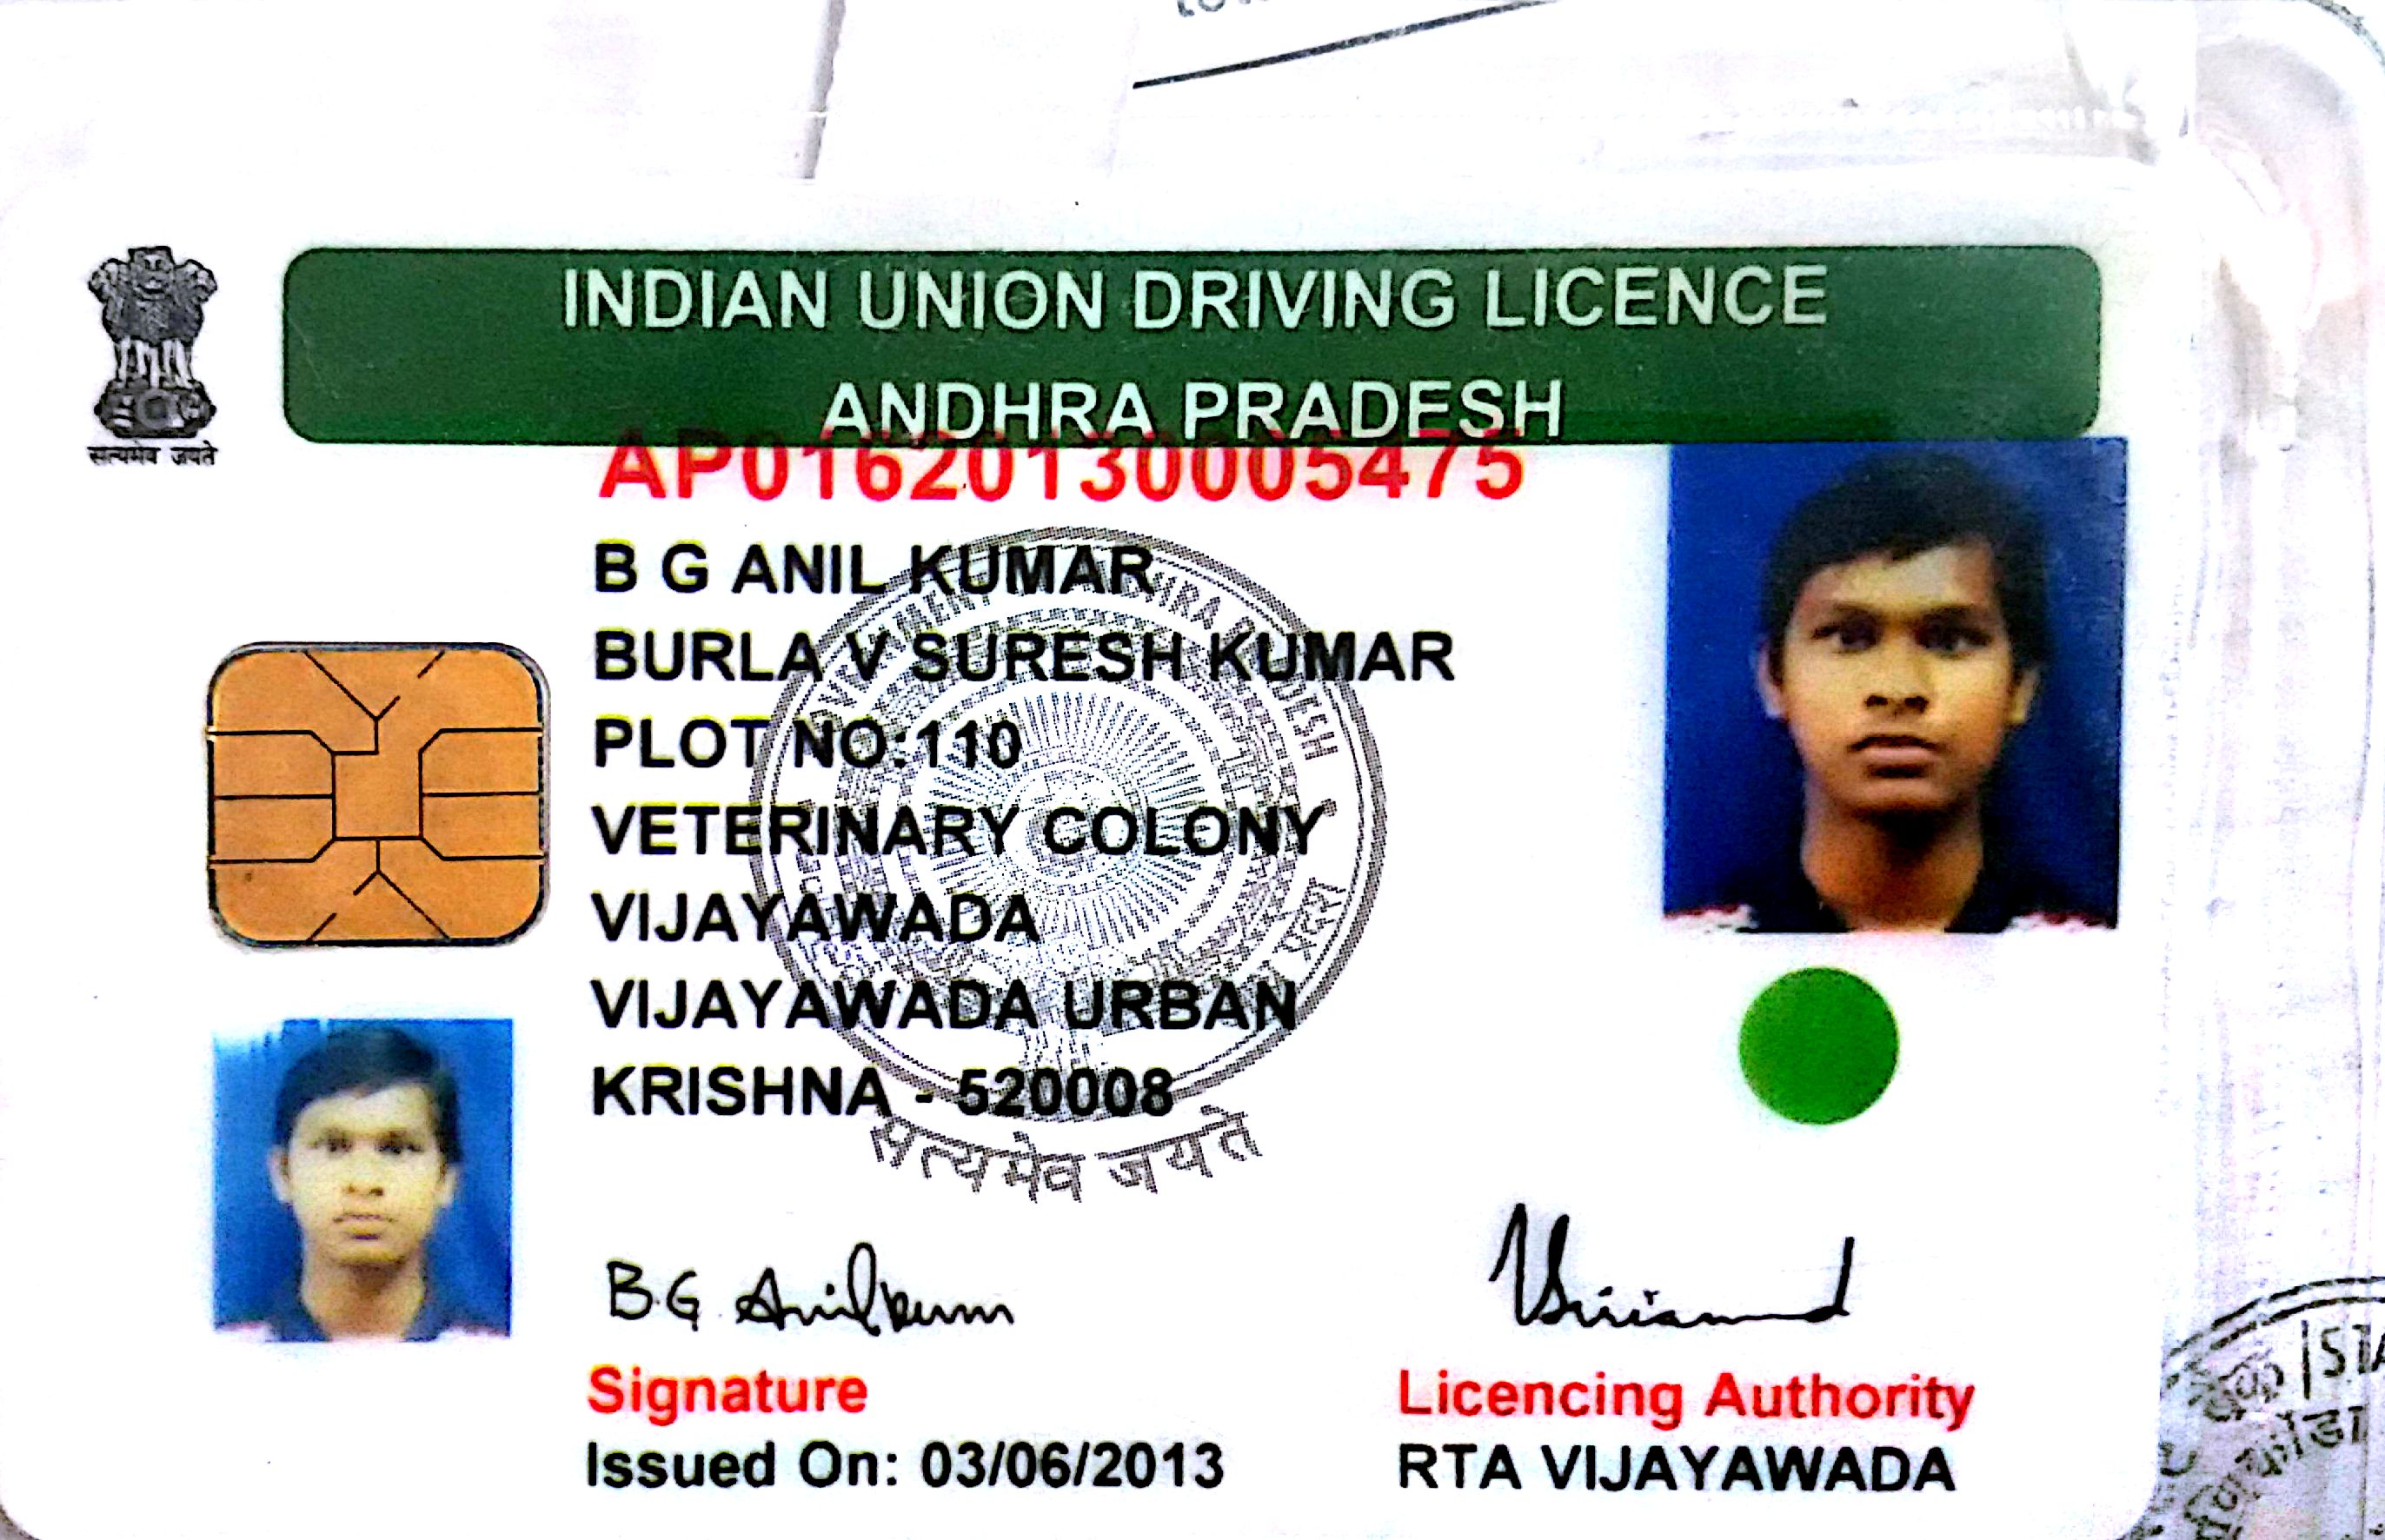 INDIAN UNION DRIVING LICENCE
ANDHRA PRADESH
सत्यमेव जयते
AP01620130005475
B G ANIL KUMAR
BURLA V SURESH KUMAR
PLOT NO:110
VETERINARY COLONY
VIJAYAWADA
VIJAYAWADA URBAN
KRISHNA - 520008
सत्यमेव जयते
B.G Anilkumar
Signature
Licencing Authority
Issued On: 03/06/2013
RTA VIJAYAWADA